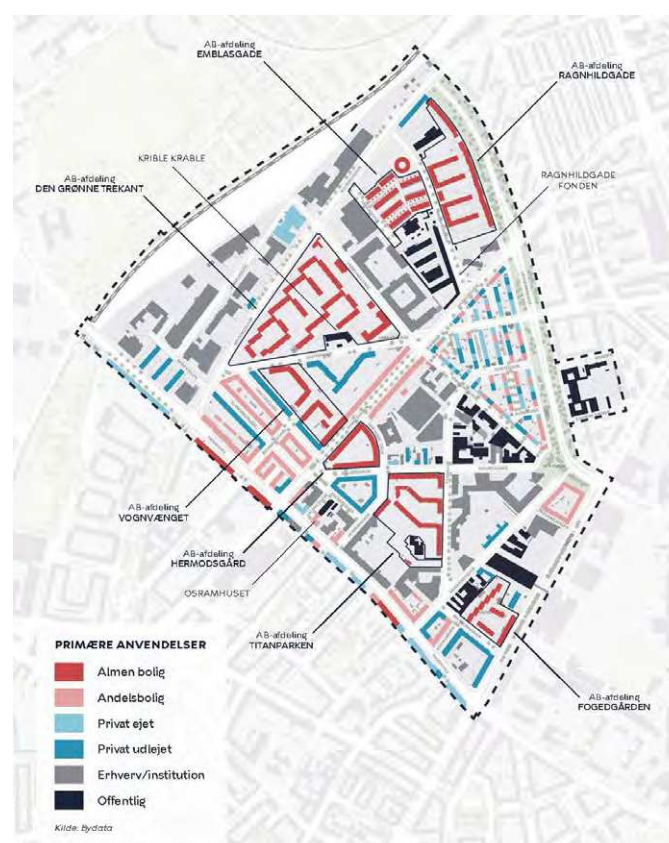 AB-afdeling
EMBLASGADE
AB-afdeling
RAGNHILDGADE
KRIBLE KRABLE
AB-afdeling
DEN GRØNNE TREKANT
RAGNHILDGADE
FONDEN
AB-afdeling
VOGNVÆNGET
AB-afdeling
HERMODSGÅRD
OSRAMHUSET
AB-afdeling
TITANPARKEN
AB-afdeling
FOGEDGÅRDEN
PRIMÆRE ANVENDELSER
Almen bolig
Andelsbolig
Privat ejet
Privat udlejet
Erhverv/institution
Offentlig
Kilde: Bydata